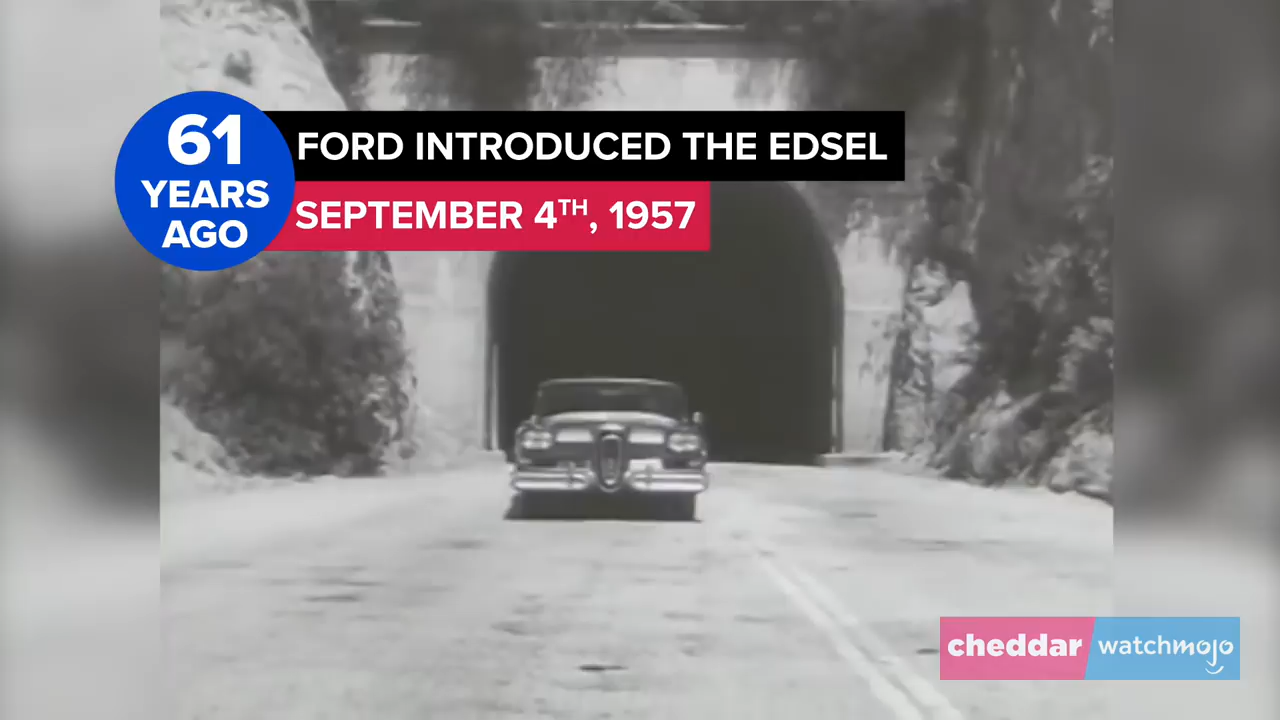 61
YEARS
AGO
FORD INTRODUCED THE EDSEL
SEPTEMBER 4TH, 1957
cheddar
watchmojo